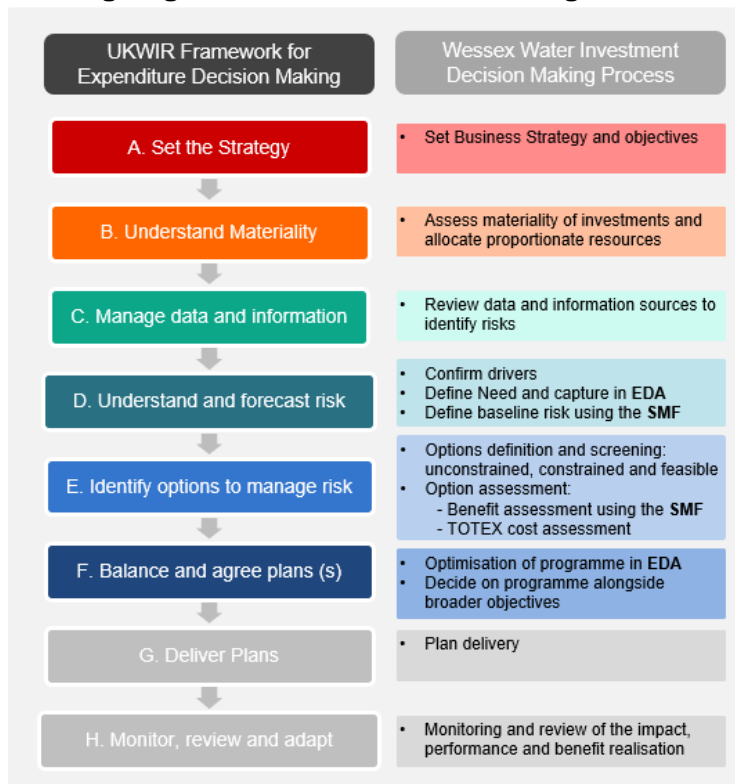 UKWIR Framework for
Expenditure Decision Making
Wessex Water Investment
Decision Making Process
A. Set the Strategy
• Set Business Strategy and objectives
B. Understand Materiality
• Assess materiality of investments and
allocate proportionate resources
C. Manage data and information
• Review data and information sources to
identify risks
D. Understand and forecast risk
• Confirm drivers
• Define Need and capture in EDA
• Define baseline risk using the SMF
E. Identify options to manage risk
• Options definition and screening:
unconstrained, constrained and feasible
• Option assessment:
- Benefit assessment using the SMF
- TOTEX cost assessment
F. Balance and agree plans (s)
• Optimisation of programme in EDA
• Decide on programme alongside
broader objectives
G. Deliver Plans
• Plan delivery
H. Monitor, review and adapt
• Monitoring and review of the impact,
performance and benefit realisation